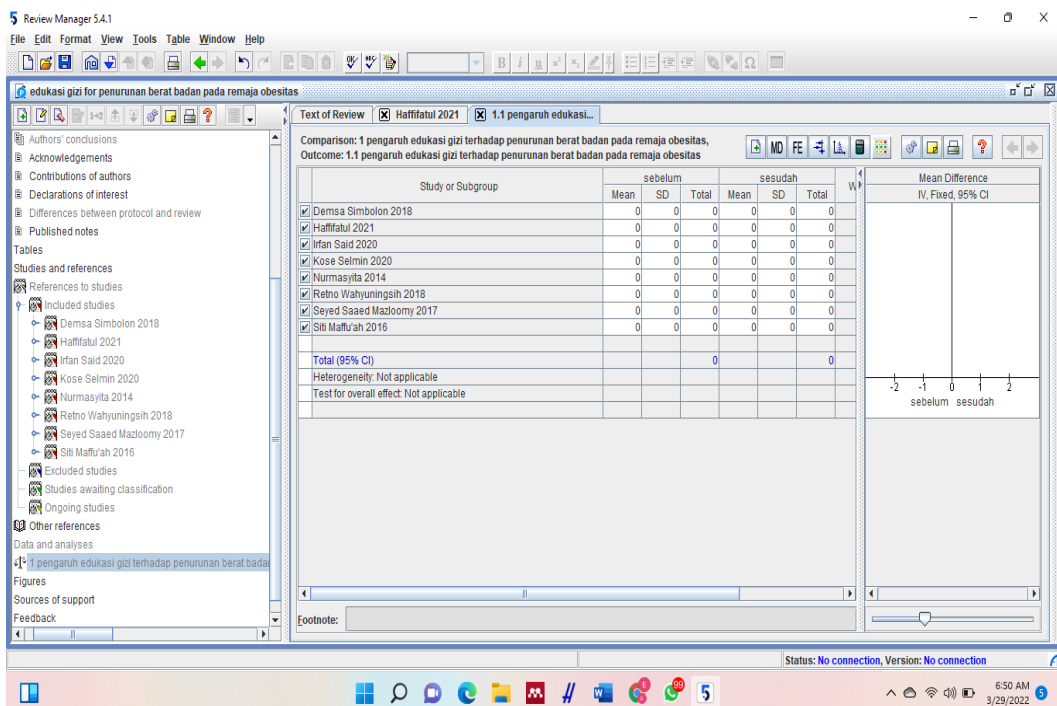 5 Review Manager 5.4.1
File Edit Format View Tools Table Window Help
edukasi gizi for penurunan berat badan pada remaja obesitas
Authors' conclusions
Acknowledgements
Contributions of authors
Declarations of interest
Differences between protocol and review
Published notes
Tables
Studies and references
References to studies
Included studies
Demsa Simbolon 2018
Haffifatul 2021
Irfan Said 2020
Kose Selmin 2020
Nurmasyita 2014
Retno Wahyuningsih 2018
Seyed Saaed Mazloomy 2017
Siti Maffu'ah 2016
Excluded studies
Studies awaiting classification
Ongoing studies
Other references
Data and analyses
1 pengaruh edukasi gizi terhadap penurunan berat badan
Figures
Sources of support
Feedback
Text of Review Haffifatul 2021 1.1 pengaruh edukasi...
Comparison: 1 pengaruh edukasi gizi terhadap penurunan berat badan pada remaja obesitas,
Outcome: 1.1 pengaruh edukasi gizi terhadap penurunan berat badan pada remaja obesitas
MD FE
Study or Subgroup sebelum sesudah Mean Difference
Mean SD Total Mean SD Total W IV, Fixed, 95% CI
Demsa Simbolon 2018 0 0 0 0 0 0
Haffifatul 2021 0 0 0 0 0 0
Irfan Said 2020 0 0 0 0 0 0
Kose Selmin 2020 0 0 0 0 0 0
Nurmasyita 2014 0 0 0 0 0 0
Retno Wahyuningsih 2018 0 0 0 0 0 0
Seyed Saaed Mazloomy 2017 0 0 0 0 0 0
Siti Maffu'ah 2016 0 0 0 0 0 0
Total (95% CI) 0 0
Heterogeneity: Not applicable
Test for overall effect: Not applicable
-2 -1 0 1 2
sebelum sesudah
Footnote:
Status: No connection, Version: No connection
99
6:50 AM
3/29/2022 5